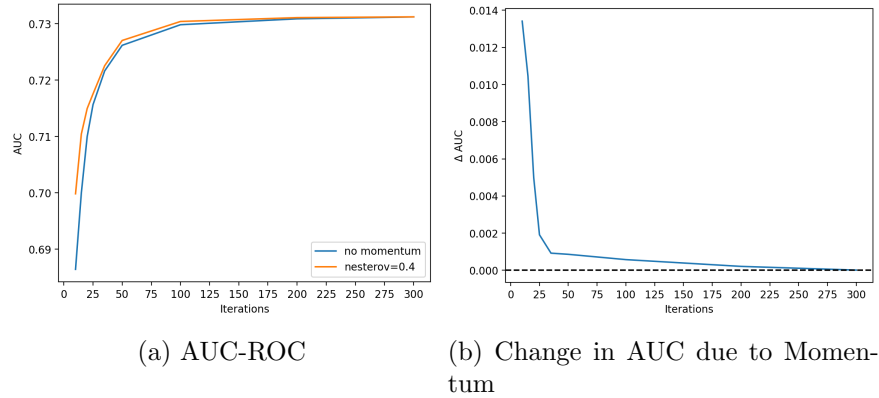 0.73
0.72
0.71
0.70
0.69
AUC
no momentum
nesterov=0.4
0 25 50 75 100 125 150 175 200 225 250 275 300
Iterations
(a) AUC-ROC
0.014
0.012
0.010
0.008
0.006
0.004
0.002
0.000
Δ AUC
0 25 50 75 100 125 150 175 200 225 250 275 300
Iterations
(b) Change in AUC due to Momen-
tum